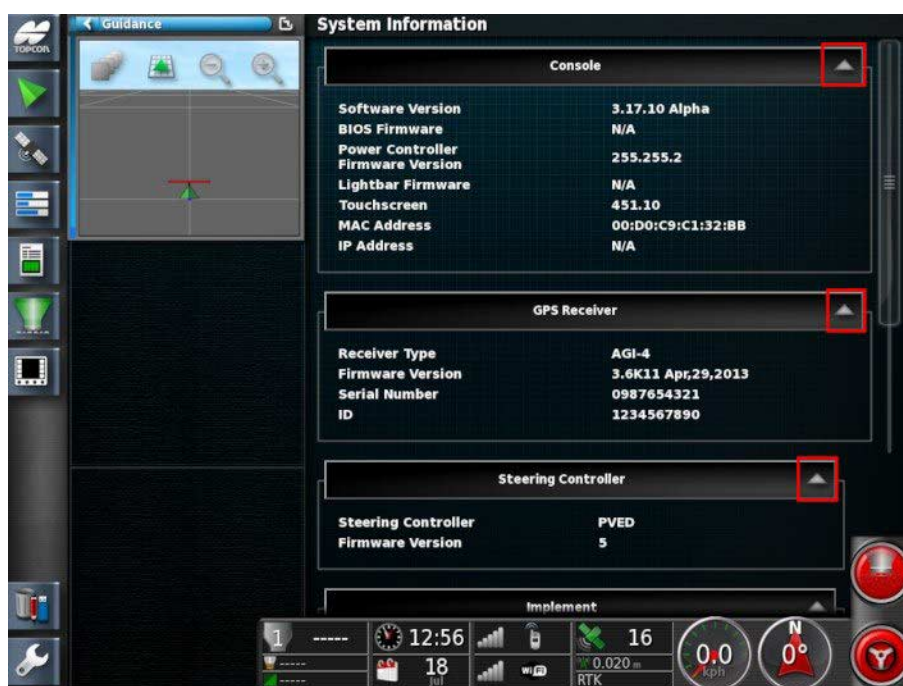 TOPCON
Guidance
System Information
Console
Software Version 3.17.10 Alpha
BIOS Firmware N/A
Power Controller
Firmware Version 255.255.2
Lightbar Firmware N/A
Touchscreen 451.10
MAC Address 00:D0:C9:C1:32:BB
IP Address N/A
GPS Receiver
Receiver Type AGI-4
Firmware Version 3.6K11 Apr,29,2013
Serial Number 0987654321
ID 1234567890
Steering Controller
Steering Controller PVED
Firmware Version 5
Implement
1 ----- 12:56 16
----- 18 Jul WiFi 0.020 m
----- RTK
0.0 kph
N
0°